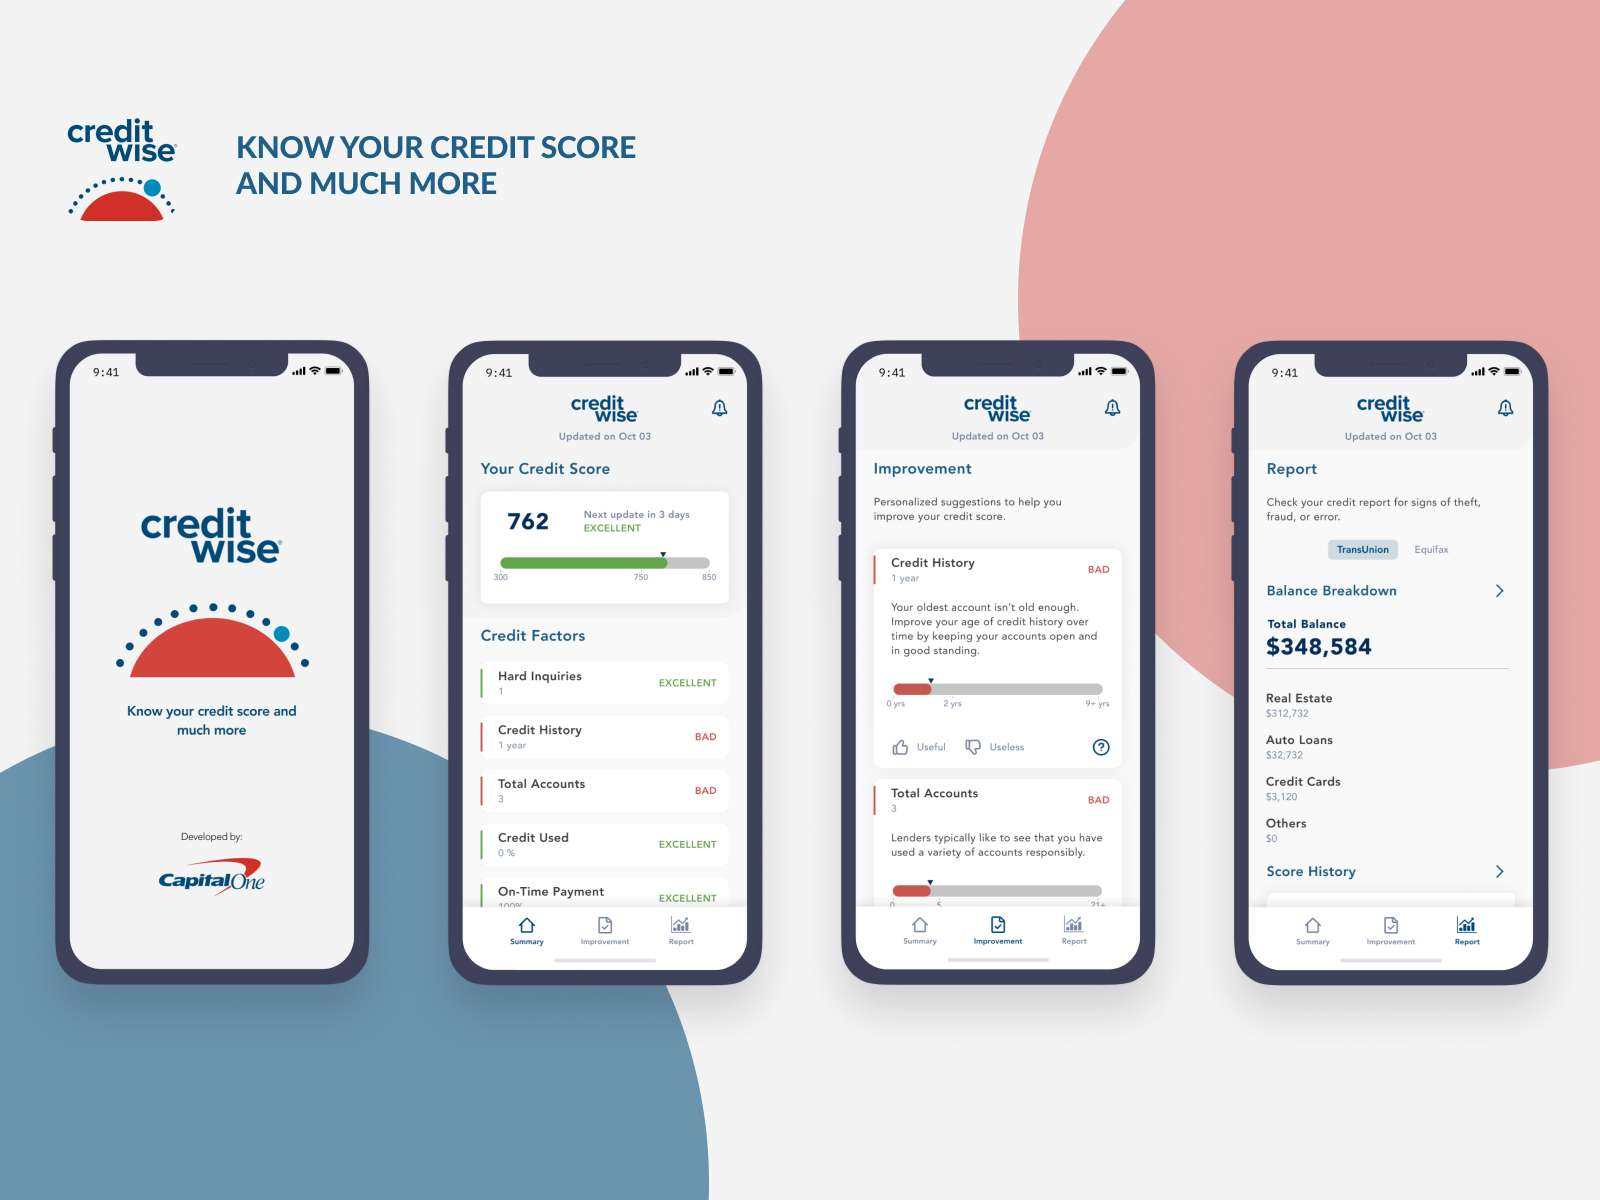 credit
wise®
KNOW YOUR CREDIT SCORE
AND MUCH MORE
9:41
credit
wise®
Know your credit score and
much more
Developed by:
CapitalOne
9:41
credit
wise
Updated on Oct 03
Your Credit Score
762
Next update in 3 days
EXCELLENT
300
750
850
Credit Factors
Hard Inquiries
1
EXCELLENT
Credit History
1 year
BAD
Total Accounts
3
BAD
Credit Used
0 %
EXCELLENT
On-Time Payment
100%
EXCELLENT
Summary
Improvement
Report
9:41
credit
wise
Updated on Oct 03
Improvement
Personalized suggestions to help you
improve your credit score.
Credit History
1 year
BAD
Your oldest account isn't old enough.
Improve your age of credit history over
time by keeping your accounts open and
in good standing.
0 yrs
2 yrs
9+ yrs
Useful
Useless
Total Accounts
3
BAD
Lenders typically like to see that you have
used a variety of accounts responsibly.
0
5
21+
Summary
Improvement
Report
9:41
credit
wise
Updated on Oct 03
Report
Check your credit report for signs of theft,
fraud, or error.
TransUnion
Equifax
Balance Breakdown
Total Balance
$348,584
Real Estate
$312,732
Auto Loans
$32,732
Credit Cards
$3,120
Others
$0
Score History
Summary
Improvement
Report